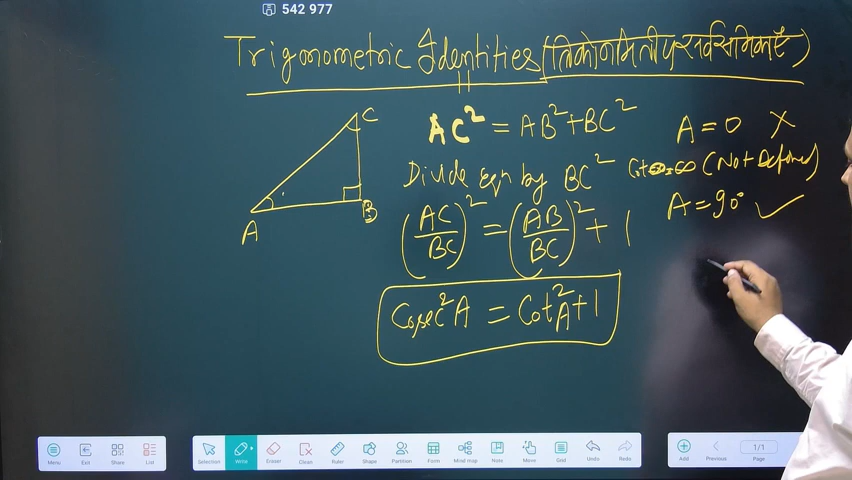 542 977
Trigonometric Identities (त्रिकोणमितीय सर्वसमिकाएँ)
C
A
B
AC² = AB² + BC²
Divide eqn by BC²
(AC/BC)² = (AB/BC)² + 1
Cosec²A = Cot²A + 1
A = 0 ✗
= ∞ (Not Defined)
A = 90° ✓
Menu Exit Share List
Selection Write Eraser Clean Ruler Shape Partition Form Mind map Note Move Grid Undo Redo
Add Previous 1/1 Page